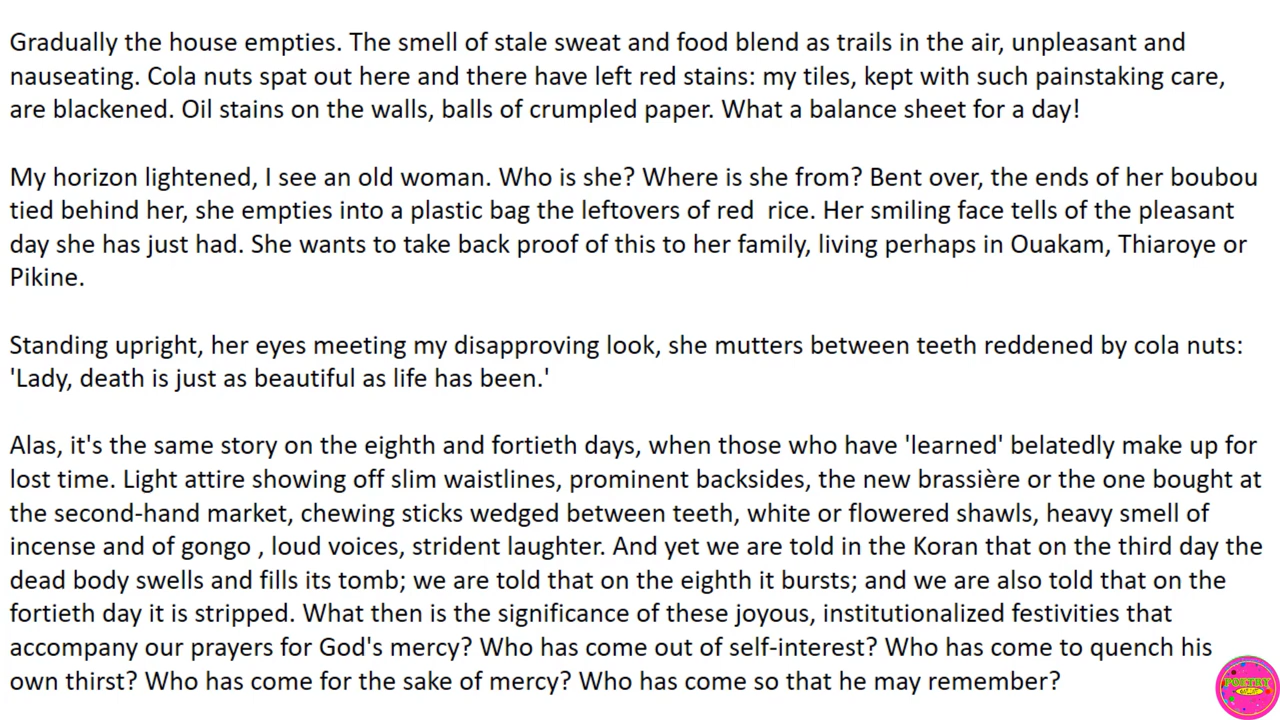 Gradually the house empties. The smell of stale sweat and food blend as trails in the air, unpleasant and
nauseating. Cola nuts spat out here and there have left red stains: my tiles, kept with such painstaking care,
are blackened. Oil stains on the walls, balls of crumpled paper. What a balance sheet for a day!
My horizon lightened, I see an old woman. Who is she? Where is she from? Bent over, the ends of her boubou
tied behind her, she empties into a plastic bag the leftovers of red  rice. Her smiling face tells of the pleasant
day she has just had. She wants to take back proof of this to her family, living perhaps in Ouakam, Thiaroye or
Pikine.
Standing upright, her eyes meeting my disapproving look, she mutters between teeth reddened by cola nuts:
'Lady, death is just as beautiful as life has been.'
Alas, it's the same story on the eighth and fortieth days, when those who have 'learned' belatedly make up for
lost time. Light attire showing off slim waistlines, prominent backsides, the new brassière or the one bought at
the second-hand market, chewing sticks wedged between teeth, white or flowered shawls, heavy smell of
incense and of gongo , loud voices, strident laughter. And yet we are told in the Koran that on the third day the
dead body swells and fills its tomb; we are told that on the eighth it bursts; and we are also told that on the
fortieth day it is stripped. What then is the significance of these joyous, institutionalized festivities that
accompany our prayers for God's mercy? Who has come out of self-interest? Who has come to quench his
own thirst? Who has come for the sake of mercy? Who has come so that he may remember?
POETRY